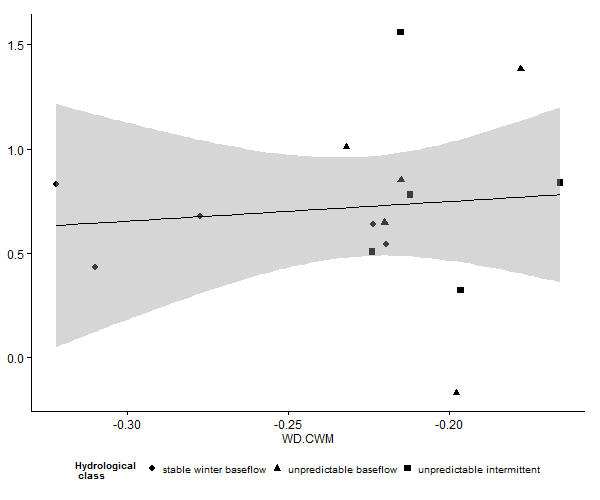 1.5
1.0
0.5
0.0
-0.30 -0.25 -0.20
WD.CWM
Hydrological
class
stable winter baseflow unpredictable baseflow unpredictable intermittent